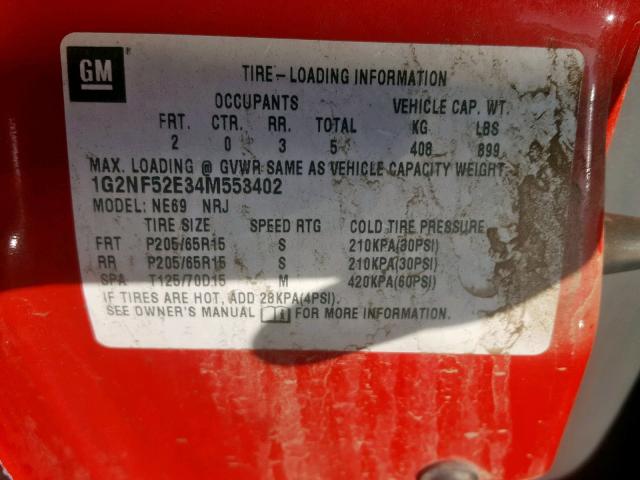 GM
TIRE-LOADING INFORMATION
OCCUPANTS VEHICLE CAP. WT.
FRT. CTR. RR. TOTAL KG LBS
2 0 3 5 408 899
MAX. LOADING @ GVWR SAME AS VEHICLE CAPACITY WEIGHT.
1G2NF52E34M553402
MODEL: NE69 NRJ
TIRE SIZE SPEED RTG COLD TIRE PRESSURE
FRT P205/65R15 S 210KPA(30PSI)
RR P205/65R15 S 210KPA(30PSI)
SPA T125/70D15 M 420KPA(60PSI)
IF TIRES ARE HOT, ADD 28KPA(4PSI).
SEE OWNER'S MANUAL FOR MORE INFORMATION.